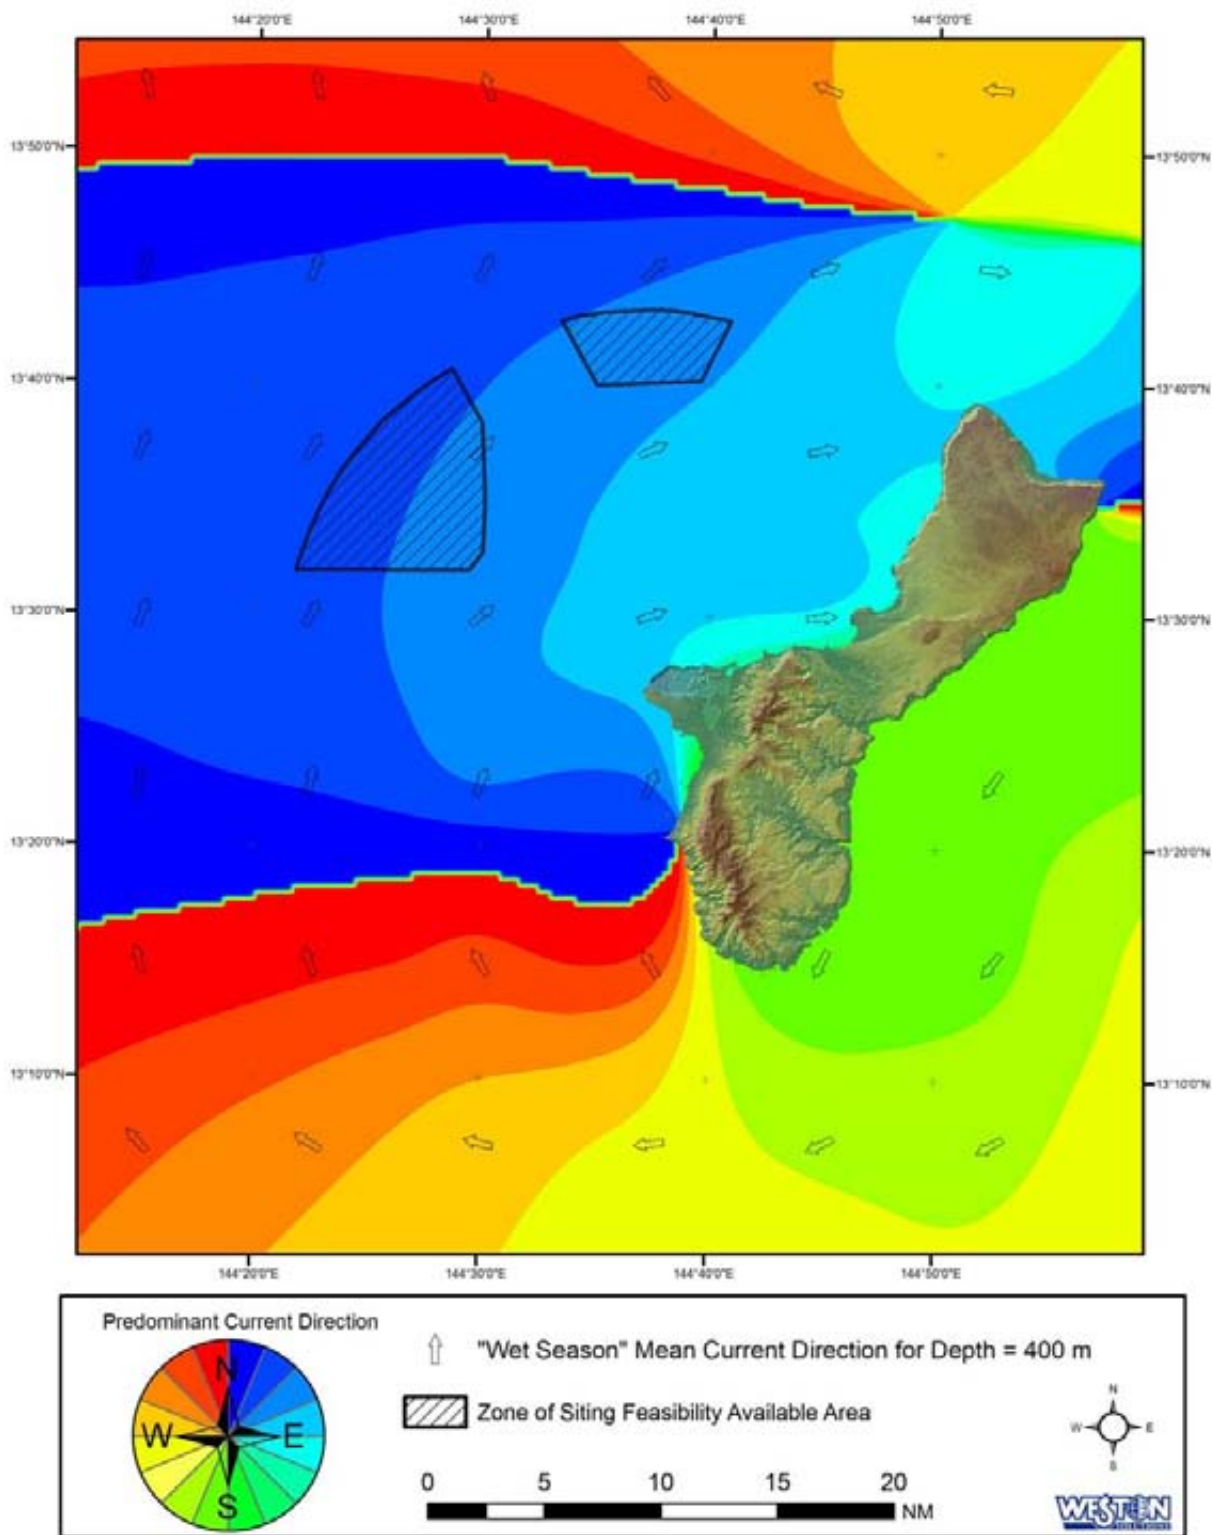 144°20'0"E 144°30'0"E 144°40'0"E 144°50'0"E
13°50'0"N 13°50'0"N
13°40'0"N 13°40'0"N
13°30'0"N 13°30'0"N
13°20'0"N 13°20'0"N
13°10'0"N 13°10'0"N
144°20'0"E 144°30'0"E 144°40'0"E 144°50'0"E
Predominant Current Direction
N
W E
S
"Wet Season" Mean Current Direction for Depth = 400 m
Zone of Siting Feasibility Available Area
0 5 10 15 20
NM
N
W E
S
WESTON
SOLUTIONS